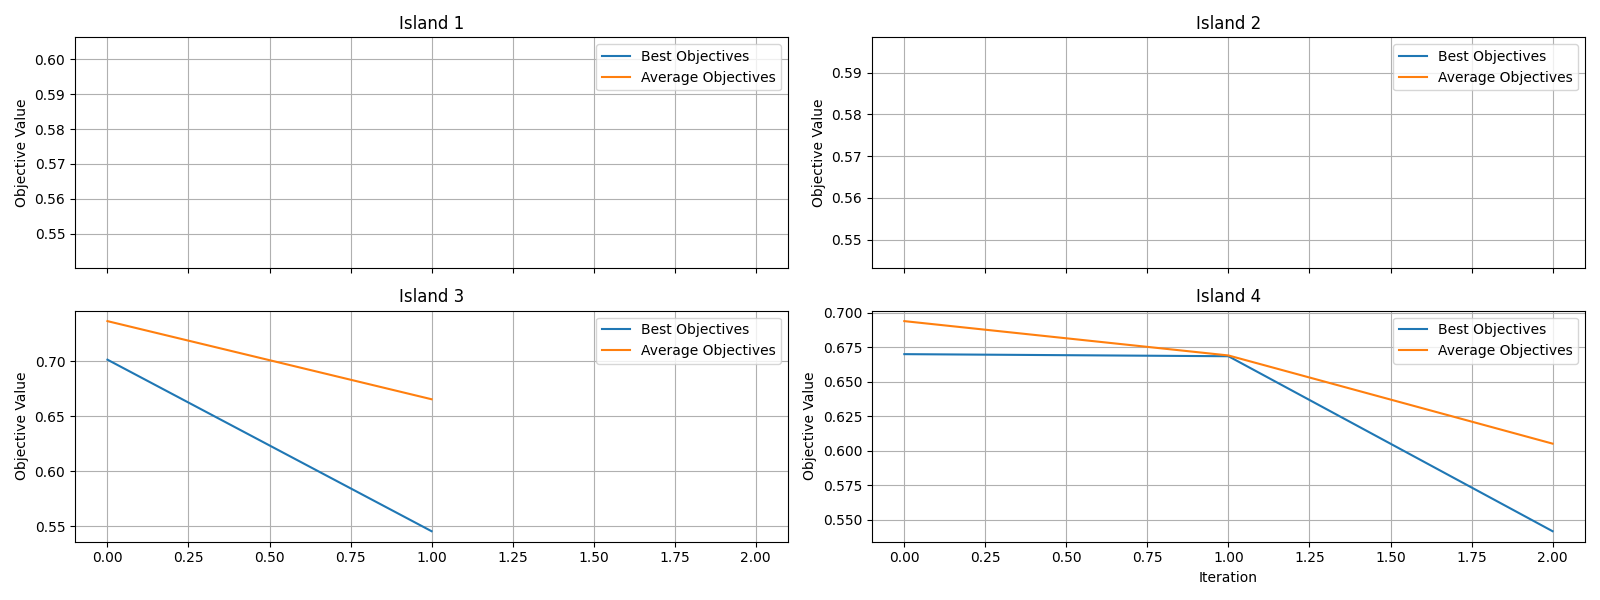 Island 1
0.60
0.59
0.58
0.57
0.56
0.55
Objective Value
Best Objectives
Average Objectives
Island 2
0.59
0.58
0.57
0.56
0.55
Objective Value
Best Objectives
Average Objectives
Island 3
0.70
0.65
0.60
0.55
Objective Value
Best Objectives
Average Objectives
0.00 0.25 0.50 0.75 1.00 1.25 1.50 1.75 2.00
Island 4
0.700
0.675
0.650
0.625
0.600
0.575
0.550
Objective Value
Best Objectives
Average Objectives
0.00 0.25 0.50 0.75 1.00 1.25 1.50 1.75 2.00
Iteration